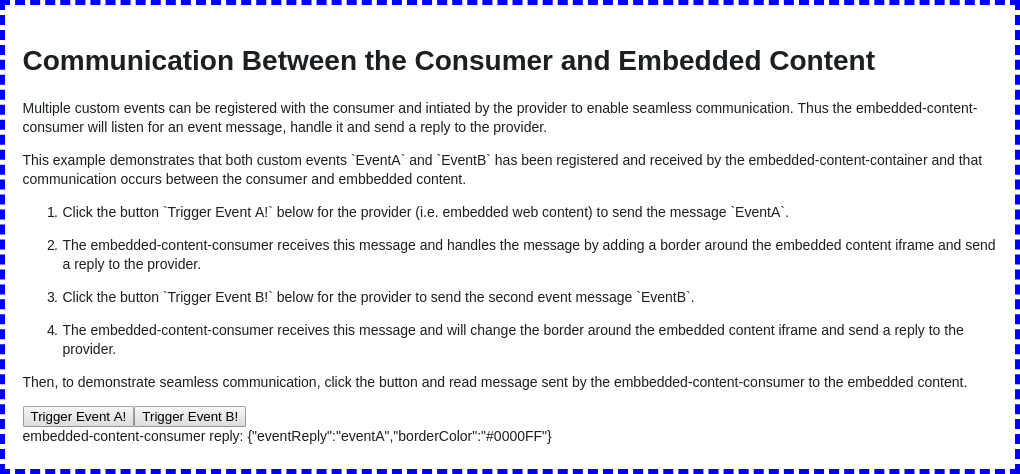 Communication Between the Consumer and Embedded Content
Multiple custom events can be registered with the consumer and intiated by the provider to enable seamless communication. Thus the embedded-content-
consumer will listen for an event message, handle it and send a reply to the provider.
This example demonstrates that both custom events `EventA` and `EventB` has been registered and received by the embedded-content-container and that
communication occurs between the consumer and embbedded content.
1. Click the button `Trigger Event A!` below for the provider (i.e. embedded web content) to send the message `EventA`.
2. The embedded-content-consumer receives this message and handles the message by adding a border around the embedded content iframe and send
a reply to the provider.
3. Click the button `Trigger Event B!` below for the provider to send the second event message `EventB`.
4. The embedded-content-consumer receives this message and will change the border around the embedded content iframe and send a reply to the
provider.
Then, to demonstrate seamless communication, click the button and read message sent by the embbedded-content-consumer to the embedded content.
Trigger Event A! Trigger Event B!
embedded-content-consumer reply: {"eventReply":"eventA","borderColor":"#0000FF"}